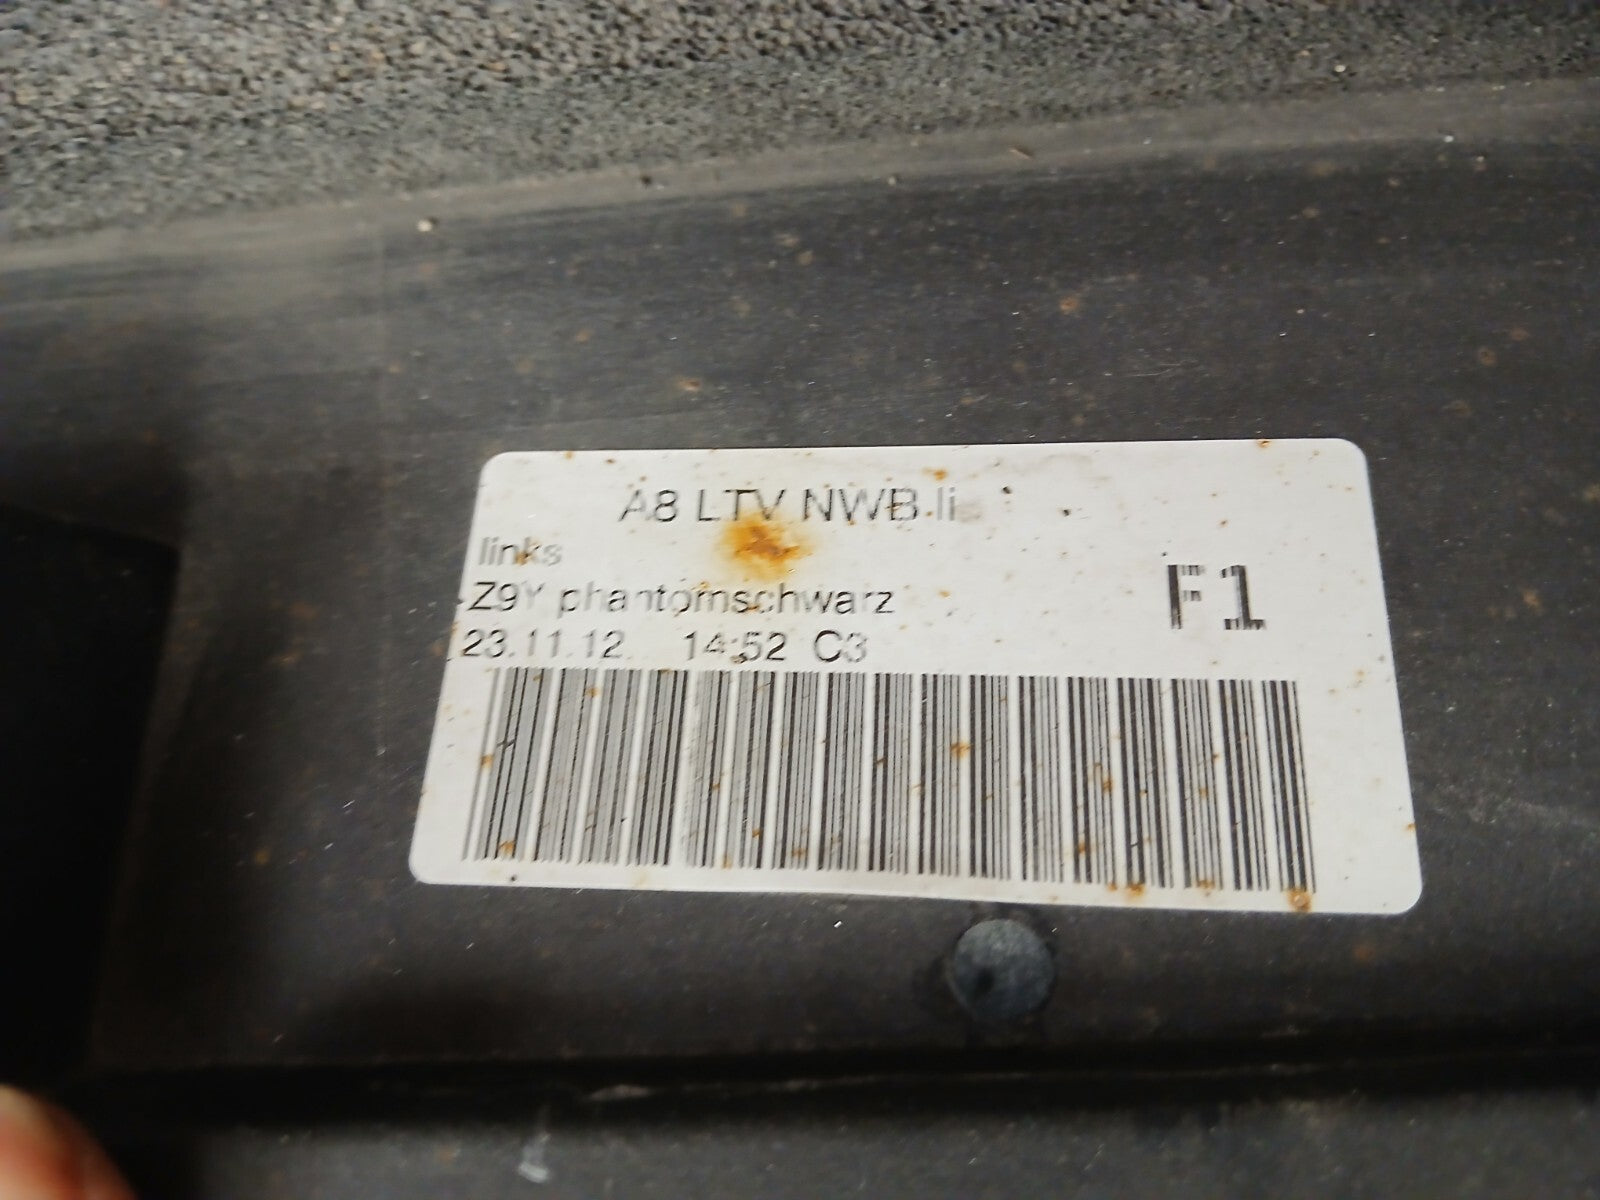 A8 LTV NWB li
links
Z9Y phantomschwarz
F1
23.11.12 14:52 C3